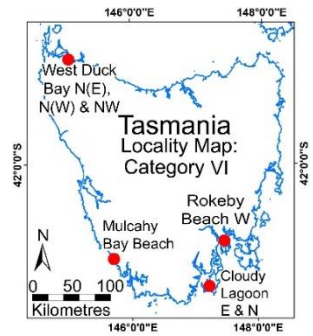 146°0'0"E 148°0'0"E
West Duck
Bay N(E),
N(W) & NW
Tasmania
Locality Map:
Category VI
42°0'0"S 42°0'0"S
Rokeby
Beach W
Mulcahy
Bay Beach
N
Cloudy
Lagoon
E & N
0 50 100
Kilometres
146°0'0"E 148°0'0"E